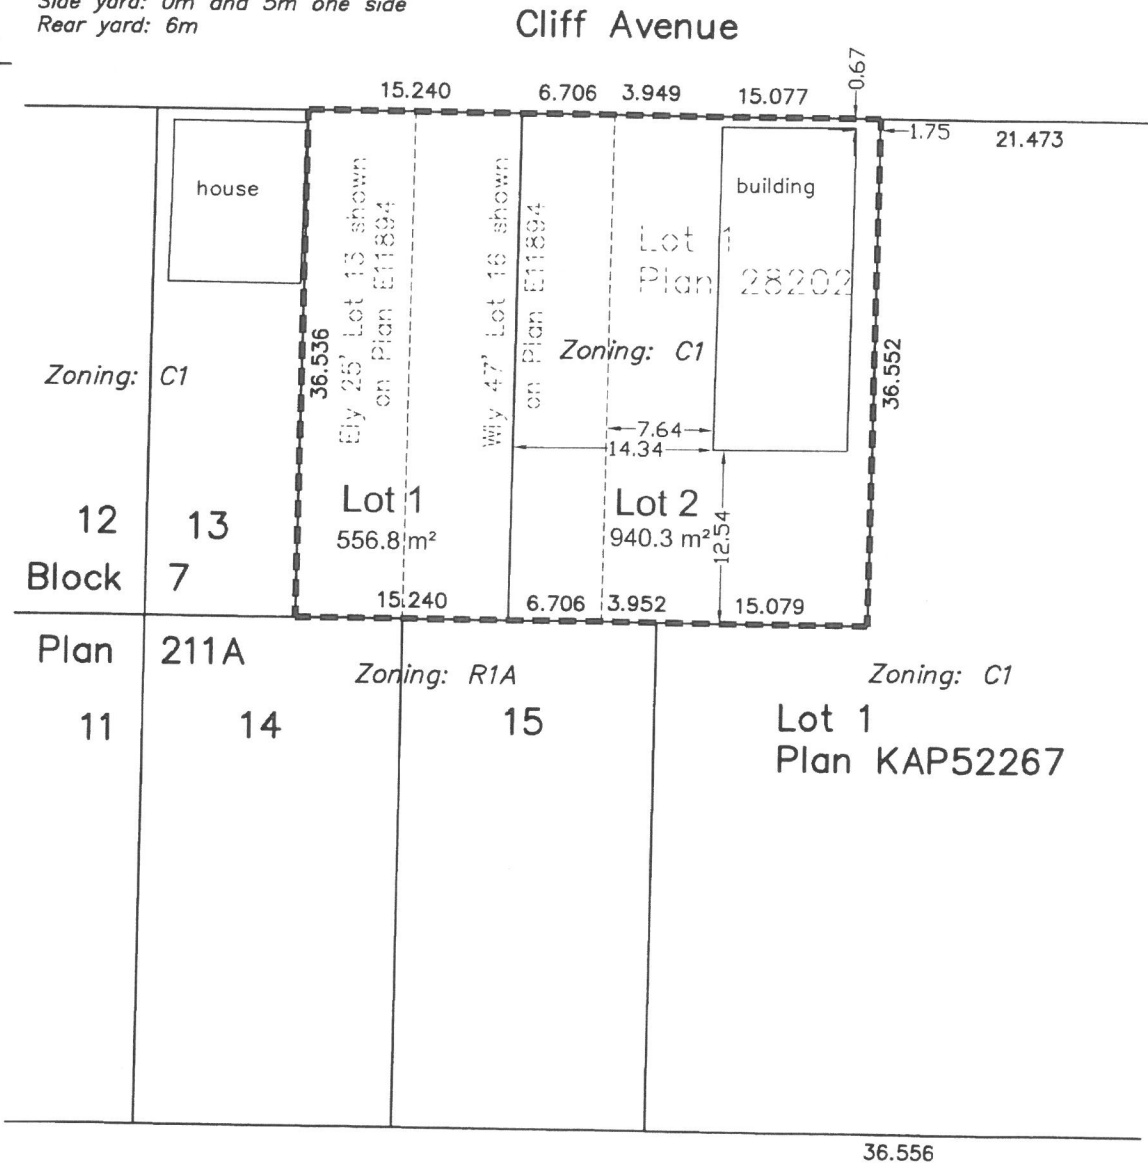 Side yard: 0m and 5m one side
Rear yard: 6m
Cliff Avenue
15.240
6.706
3.949
15.077
0.67
1.75
21.473
house
building
Ely 25' Lot 13 shown
on Plan E11894
Wly 47' Lot 16 shown
on Plan E11894
Lot 1
Plan 28202
36.536
36.552
Zoning: C1
Zoning: C1
7.64
14.34
12.54
Lot 1
556.8 m²
Lot 2
940.3 m²
12
13
Block 7
15.240
6.706
3.952
15.079
Plan 211A
Zoning: R1A
Zoning: C1
11
14
15
Lot 1
Plan KAP52267
36.556